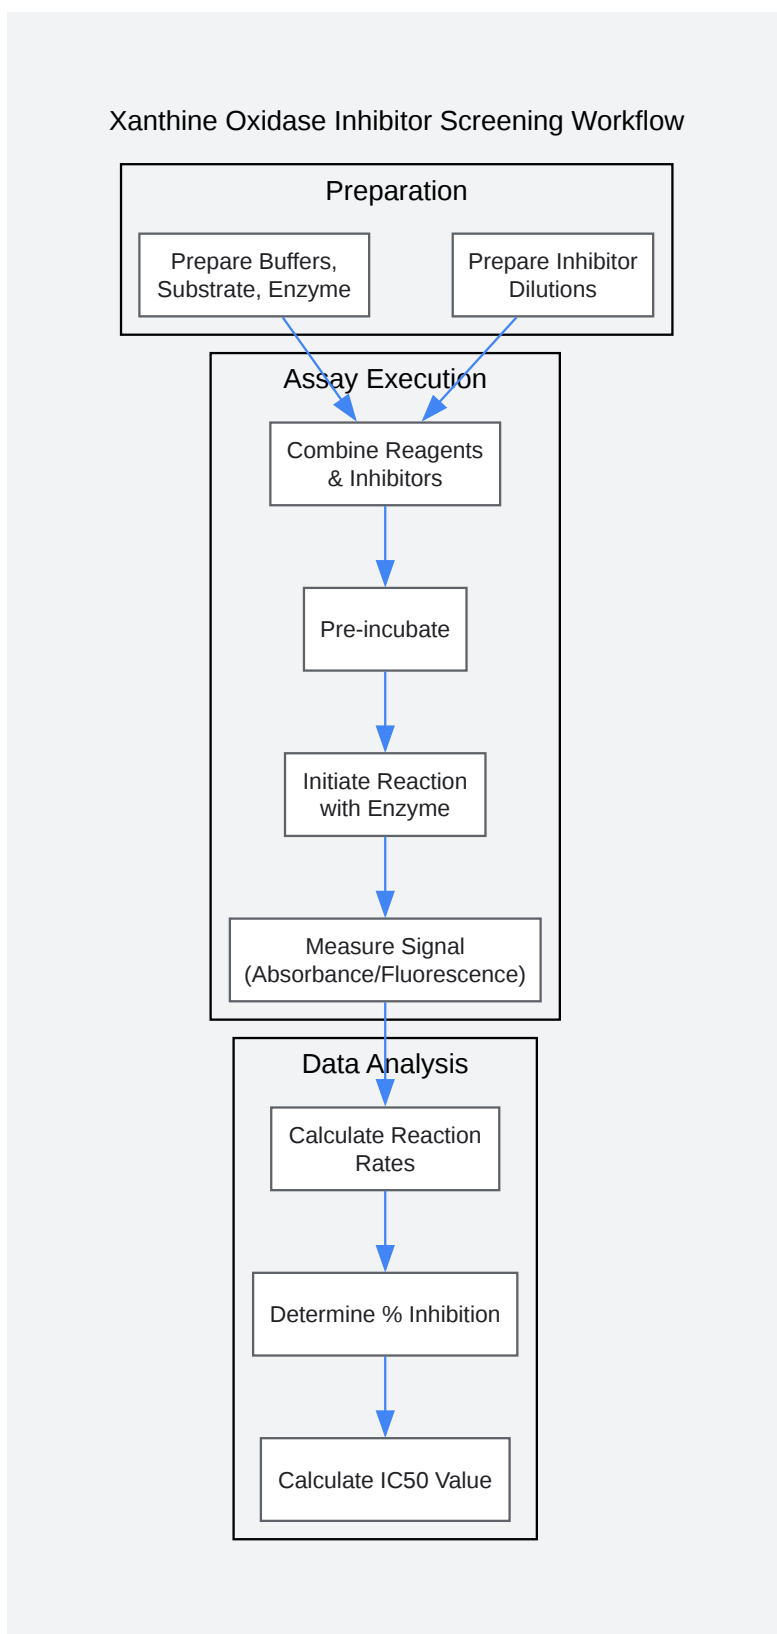 Xanthine Oxidase Inhibitor Screening Workflow
Preparation
Prepare Buffers,
Substrate, Enzyme
Prepare Inhibitor
Dilutions
Assay Execution
Combine Reagents
& Inhibitors
Pre-incubate
Initiate Reaction
with Enzyme
Measure Signal
(Absorbance/Fluorescence)
Data Analysis
Calculate Reaction
Rates
Determine % Inhibition
Calculate IC50 Value